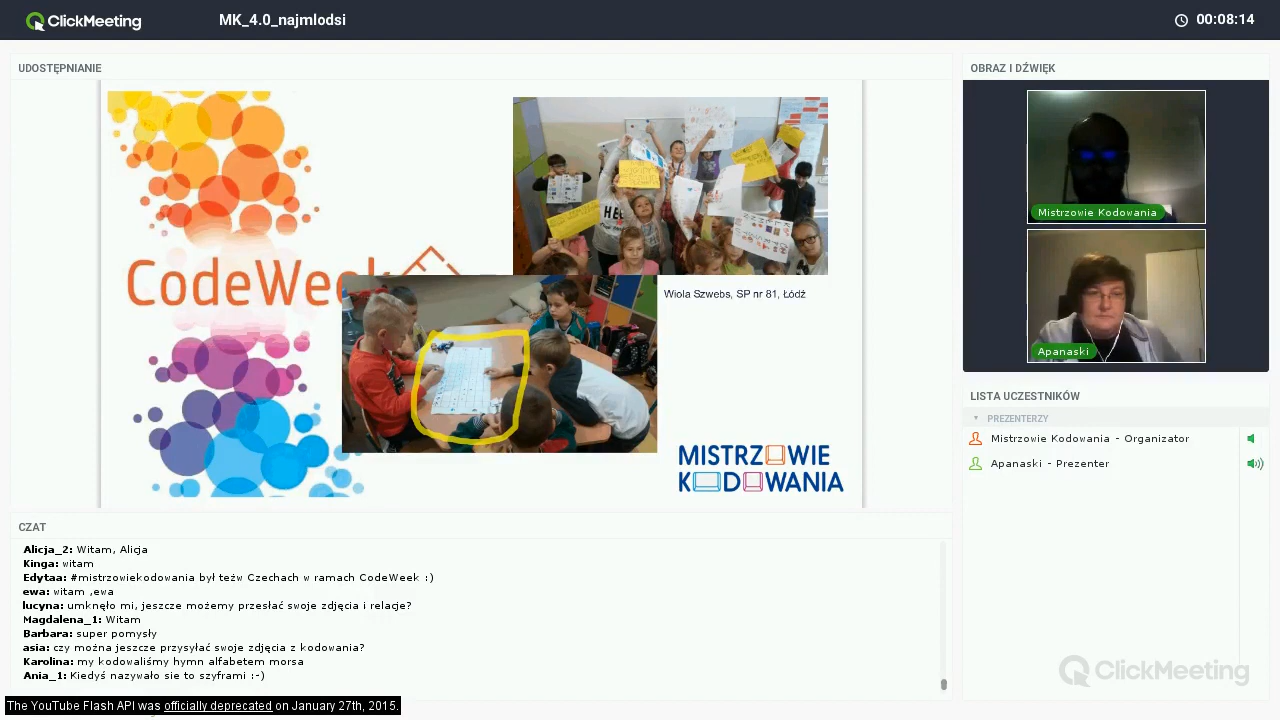 ClickMeeting
MK_4.0_najmlodsi
00:08:14
UDOSTĘPNIANIE
OBRAZ I DŹWIĘK
CodeWeek
HEL
Wiola Szwebs, SP nr 81, Łódź
MISTRZOWIE
KODOWANIA
Mistrzowie Kodowania
Apanaski
LISTA UCZESTNIKÓW
PREZENTERZY
Mistrzowie Kodowania - Organizator
Apanaski - Prezenter
CZAT
Alicja_2: Witam, Alicja
Kinga: witam
Edytaa: #mistrzowiekodowania był teżw Czechach w ramach CodeWeek :)
ewa: witam ,ewa
lucyna: umknęło mi, jeszcze możemy przesłać swoje zdjęcia i relacje?
Magdalena_1: Witam
Barbara: super pomysły
asia: czy można jeszcze przysyłać swoje zdjęcia z kodowania?
Karolina: my kodowaliśmy hymn alfabetem morsa
Ania_1: Kiedyś nazywało sie to szyframi :-)
ClickMeeting
The YouTube Flash API was officially deprecated on January 27th, 2015.